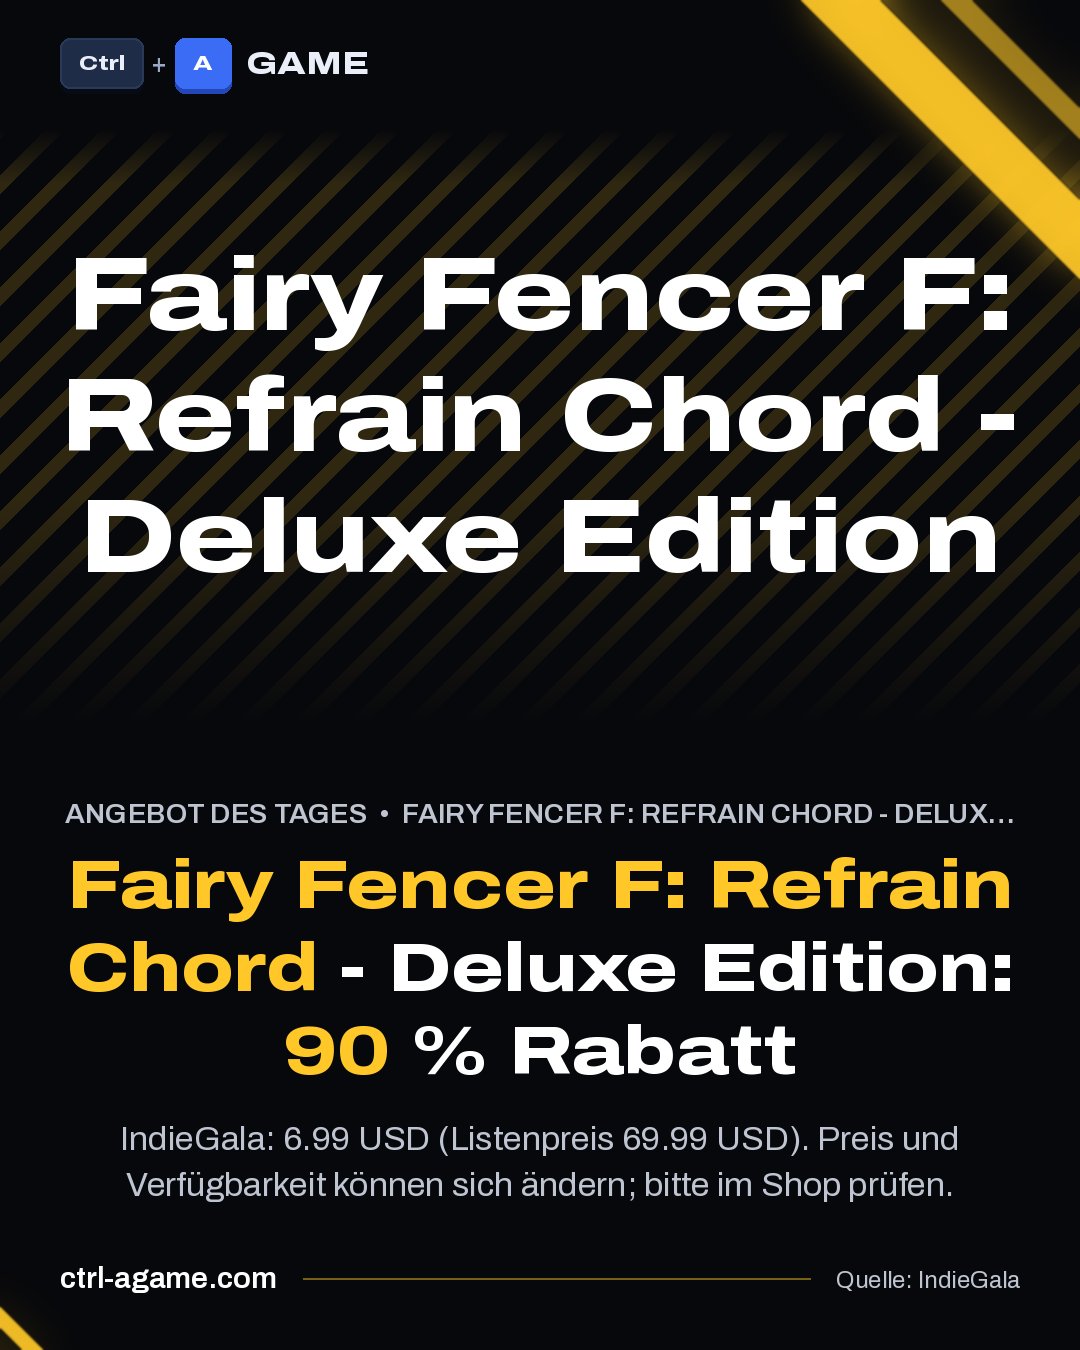 Ctrl + A GAME
Fairy Fencer F:
Refrain Chord -
Deluxe Edition
ANGEBOT DES TAGES • FAIRY FENCER F: REFRAIN CHORD - DELUX...
Fairy Fencer F: Refrain
Chord - Deluxe Edition:
90 % Rabatt
IndieGala: 6.99 USD (Listenpreis 69.99 USD). Preis und
Verfügbarkeit können sich ändern; bitte im Shop prüfen.
ctrl-agame.com
Quelle: IndieGala